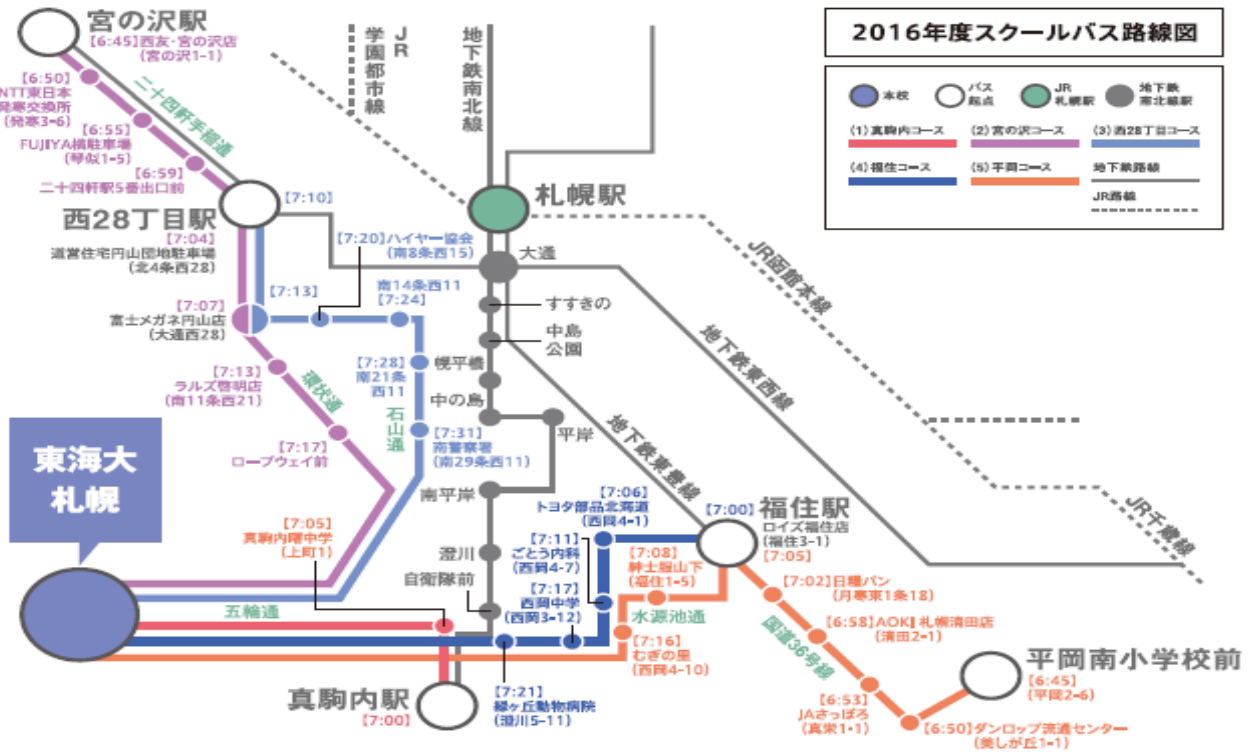 2016年度スクールバス路線図
本校
バス
起点
JR
札幌駅
地下鉄
南北線駅
(1)真駒内コース
(2)宮の沢コース
(3)西28丁目コース
(4)福住コース
(5)平岡コース
地下鉄路線
JR路線
宮の沢駅
[6:45]西友・宮の沢店
(宮の沢1-1)
[6:50]
NTT東日本
発寒交換所
(発寒3-6)
[6:55]
FUJIYA横駐車場
(琴似1-5)
[6:59]
二十四軒駅5番出口前
二十四軒手稲通
JR
学園都市線
地下鉄南北線
札幌駅
西28丁目駅
[7:10]
[7:04]
道営住宅円山団地駐車場
(北4条西28)
[7:20]ハイヤー協会
(南8条西15)
大通
[7:13]
南14条西11
[7:24]
[7:07]
富士メガネ円山店
(大通西28)
すすきの
中島
公園
[7:13]
ラルズ啓明店
(南11条西21)
環状通
[7:28]
南21条
西11
幌平橋
中の島
石山通
[7:31]
南警察署
(南29条西11)
平岸
[7:17]
ロープウェイ前
南平岸
JR函館本線
地下鉄東西線
地下鉄東豊線
JR千歳線
東海大
札幌
[7:05]
真駒内曙中学
(上町1)
澄川
自衛隊前
五輪通
[7:06]
トヨタ部品北海道
(西岡4-1)
[7:11]
ごとう内科
(西岡4-7)
[7:17]
西岡中学
(西岡3-12)
[7:00]
福住駅
ロイズ福住店
(福住3-1)
[7:05]
[7:08]
紳士服山下
(福住1-5)
水源池通
[7:16]
むぎの里
(西岡4-10)
[7:02]日糧パン
(月寒東1条18)
[6:58]AOKI 札幌清田店
(清田2-1)
国道36号線
[6:53]
JAさっぽろ
(真栄1-1)
[6:50]ダンロップ流通センター
(美しが丘1-1)
平岡南小学校前
[6:45]
(平岡2-6)
真駒内駅
[7:00]
[7:21]
緑ヶ丘動物病院
(澄川5-11)